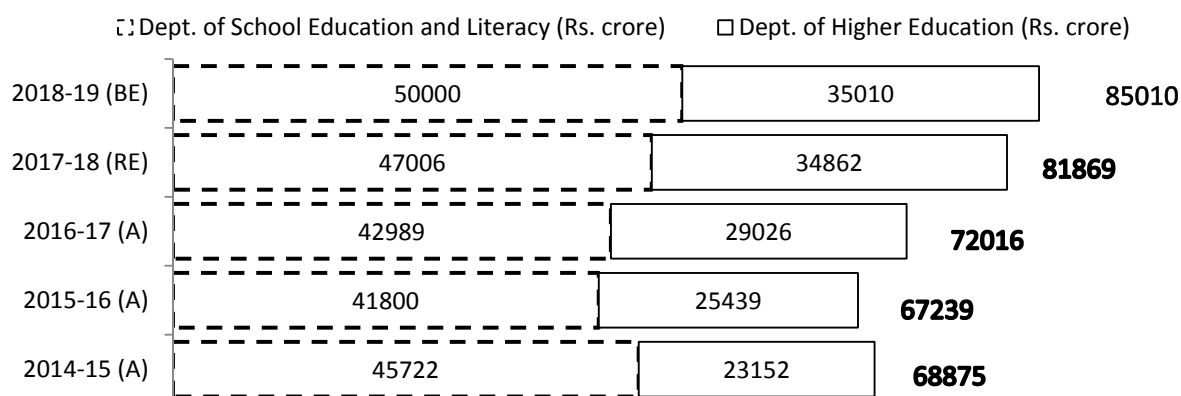 Dept. of School Education and Literacy (Rs. crore) Dept. of Higher Education (Rs. crore)
2018-19 (BE) 50000 35010 85010
2017-18 (RE) 47006 34862 81869
2016-17 (A) 42989 29026 72016
2015-16 (A) 41800 25439 67239
2014-15 (A) 45722 23152 68875